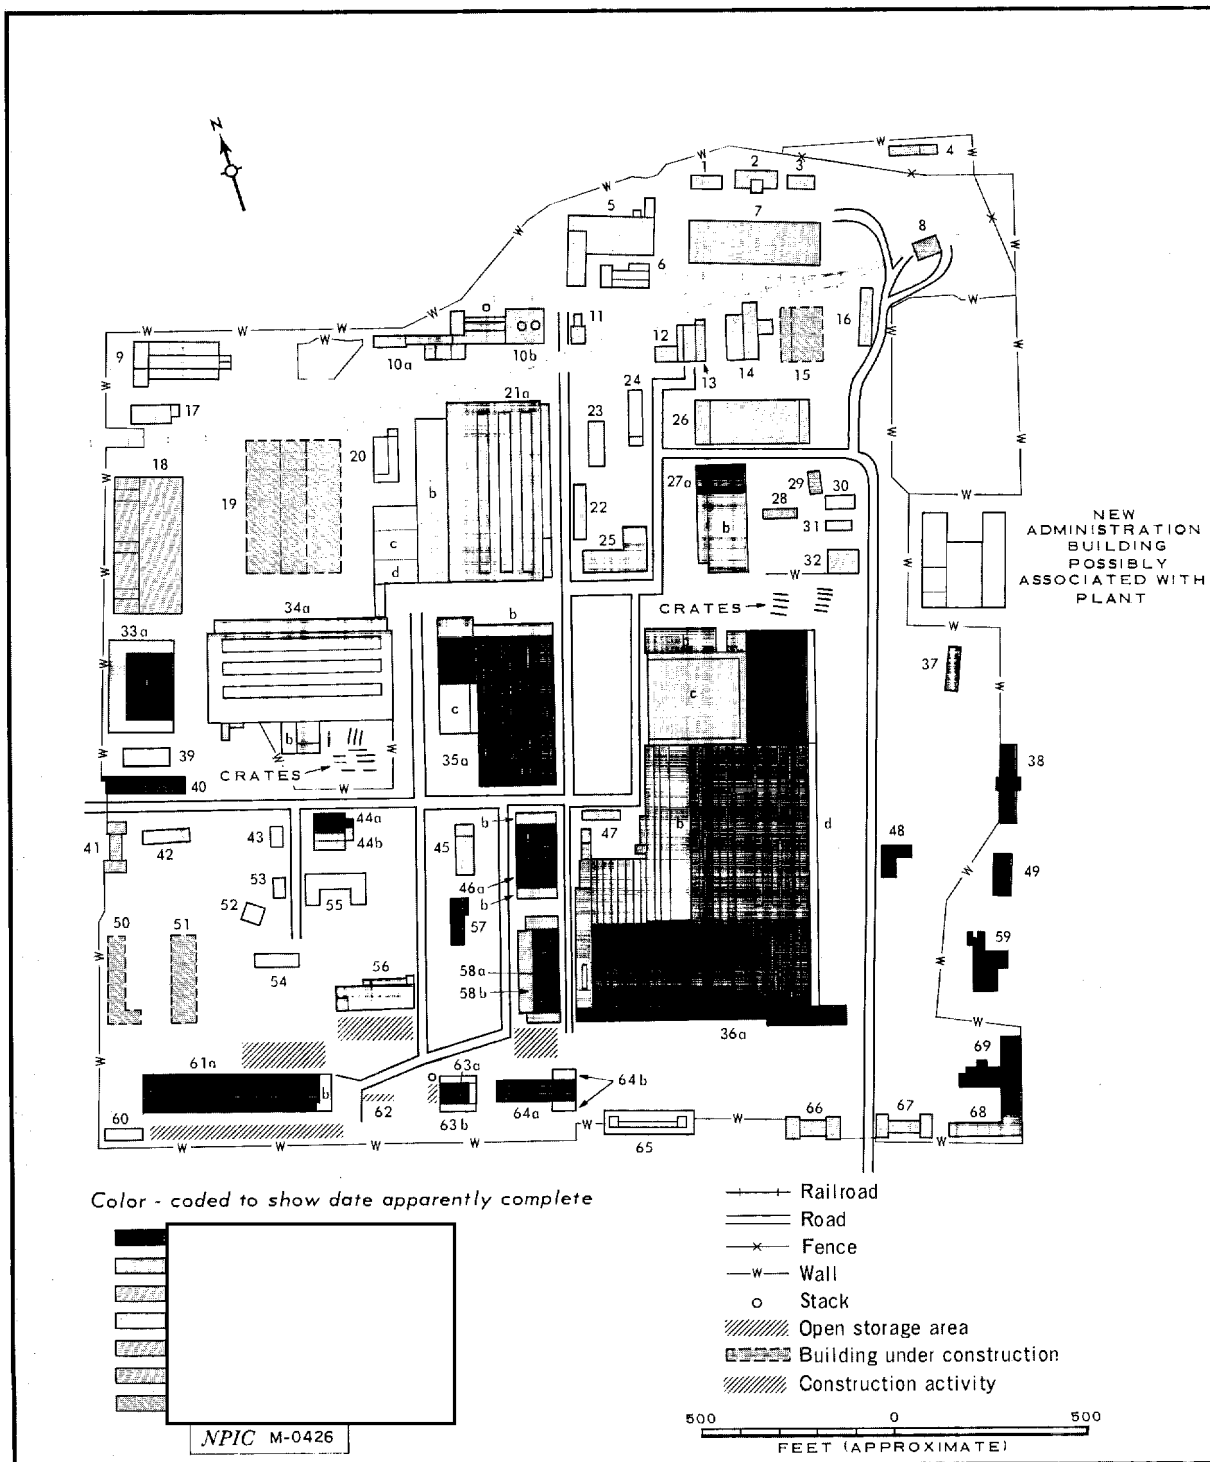 N
W
4
1
2
3
5
7
8
6
9
10a
10b
11
12
13
14
15
16
17
18
19
20
21a
b
c
d
22
23
24
25
26
27a
b
28
29
30
31
32
W
CRATES
NEW
ADMINISTRATION
BUILDING
POSSIBLY
ASSOCIATED WITH
PLANT
33a
34a
b
CRATES
35a
b
c
36a
b
c
d
37
38
39
40
41
42
43
44a
44b
45
46a
b
b
47
48
49
50
51
52
53
54
55
56
57
58a
58b
59
60
61a
b
62
63a
63b
64a
64b
65
66
67
68
69
Color - coded to show date apparently complete
NPIC M-0426
Railroad
Road
x Fence
W Wall
Stack
Open storage area
Building under construction
Construction activity
500 0 500
FEET (APPROXIMATE)